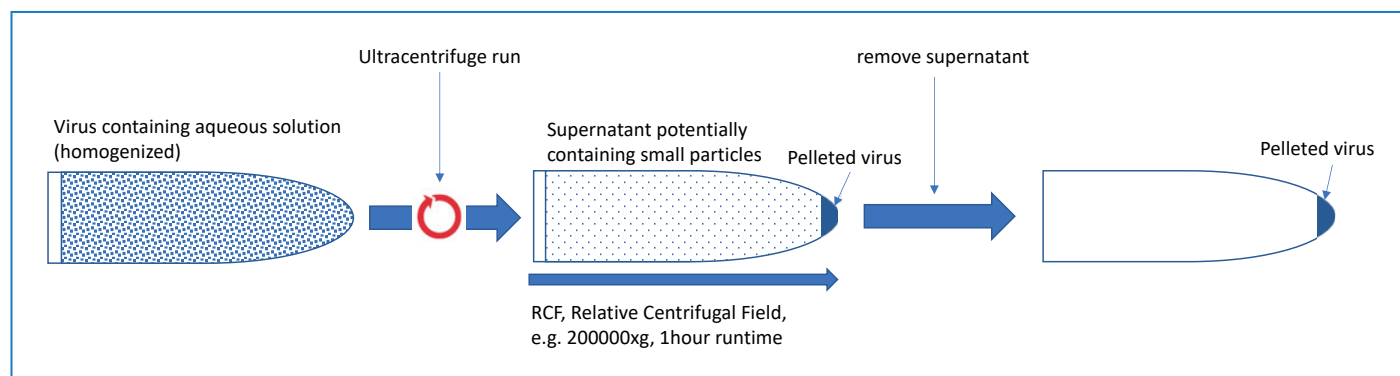 Ultracentrifuge run
remove supernatant
Virus containing aqueous solution
(homogenized)
Supernatant potentially
containing small particles
Pelleted virus
Pelleted virus
RCF, Relative Centrifugal Field,
e.g. 200000xg, 1hour runtime